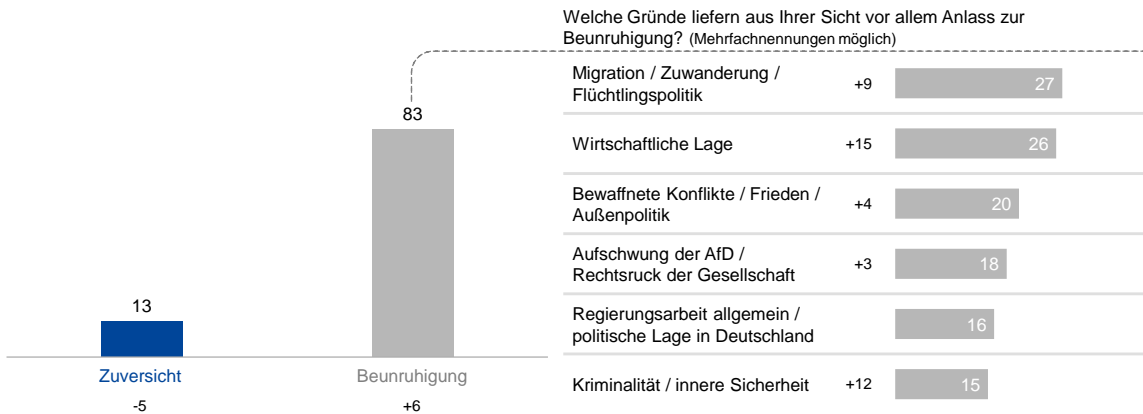 Welche Gründe liefern aus Ihrer Sicht vor allem Anlass zur
Beunruhigung? (Mehrfachnennungen möglich)
83
13
Zuversicht
Beunruhigung
-5
+6
Migration / Zuwanderung /
Flüchtlingspolitik
+9
27
Wirtschaftliche Lage
+15
26
Bewaffnete Konflikte / Frieden /
Außenpolitik
+4
20
Aufschwung der AfD /
Rechtsruck der Gesellschaft
+3
18
Regierungsarbeit allgemein /
politische Lage in Deutschland
16
Kriminalität / innere Sicherheit
+12
15